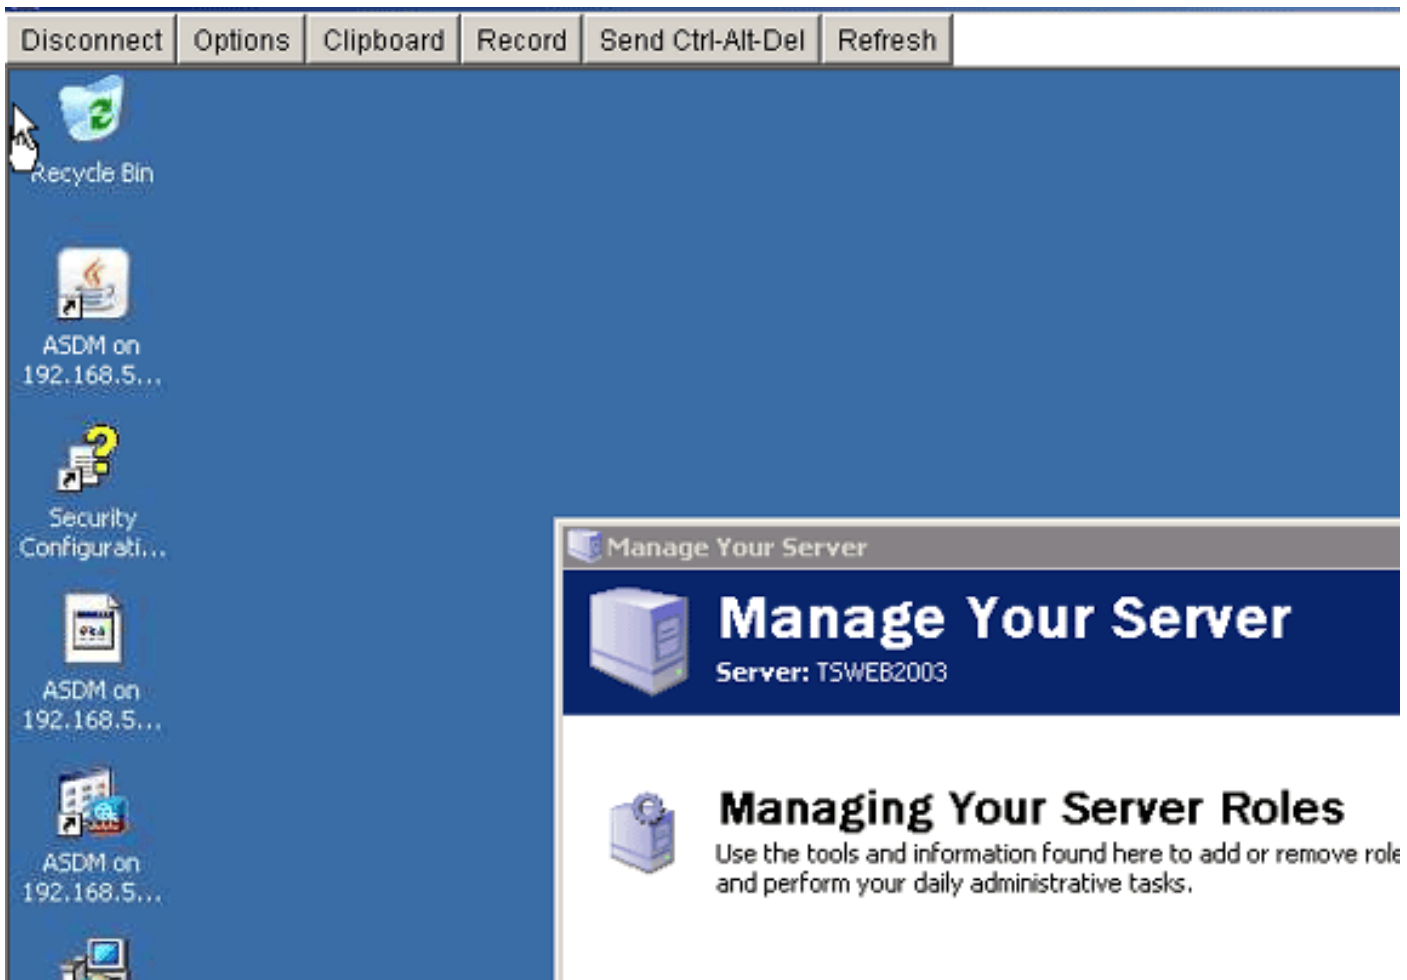 Disconnect Options Clipboard Record Send Ctrl-Alt-Del Refresh
Recycle Bin
ASDM on
192.168.5...
Security
Configurati...
ASDM on
192.168.5...
ASDM on
192.168.5...
Manage Your Server
Manage Your Server
Server: TSWEB2003
Managing Your Server Roles
Use the tools and information found here to add or remove role
and perform your daily administrative tasks.